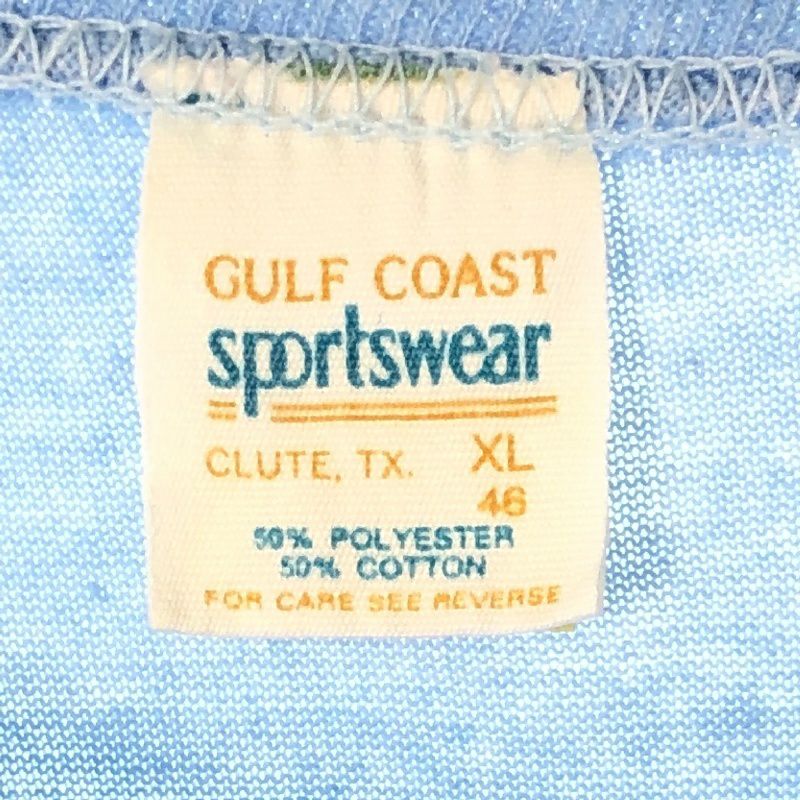 GULF COAST
sportswear
CLUTE, TX. XL
46
50% POLYESTER
50% COTTON
FOR CARE SEE REVERSE